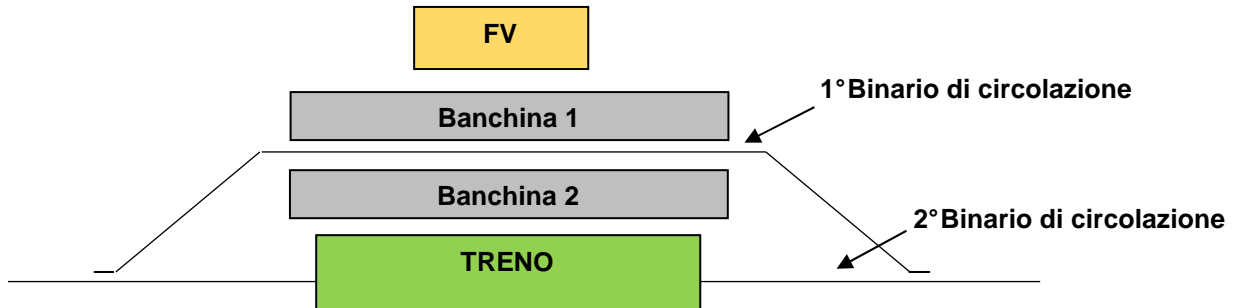 FV
1°Binario di circolazione
Banchina 1
Banchina 2
2°Binario di circolazione
TRENO